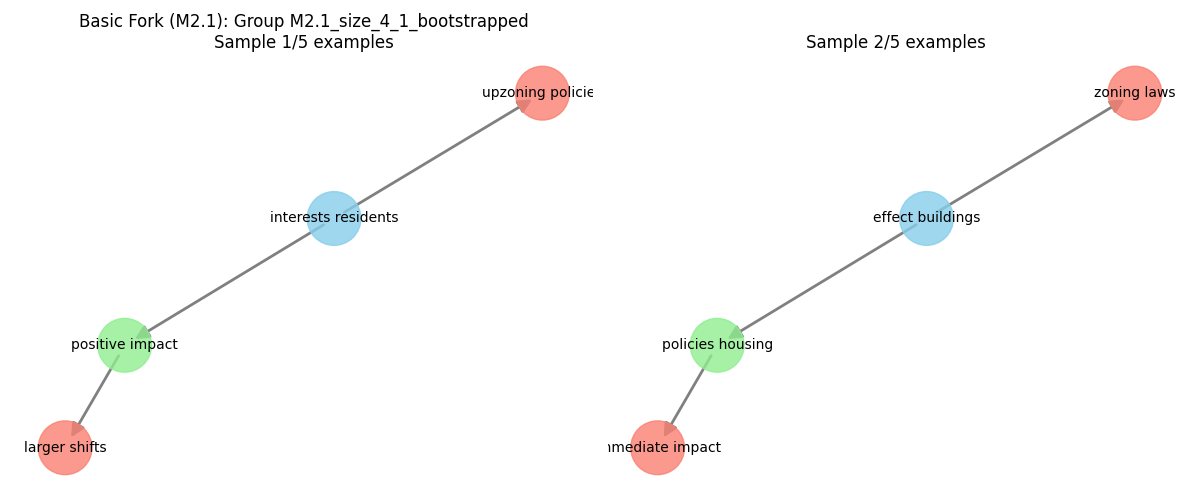 Basic Fork (M2.1): Group M2.1_size_4_1_bootstrapped
Sample 1/5 examples
Sample 2/5 examples
upzoning policie
zoning laws
interests residents
effect buildings
positive impact
policies housing
larger shifts
mediate impact